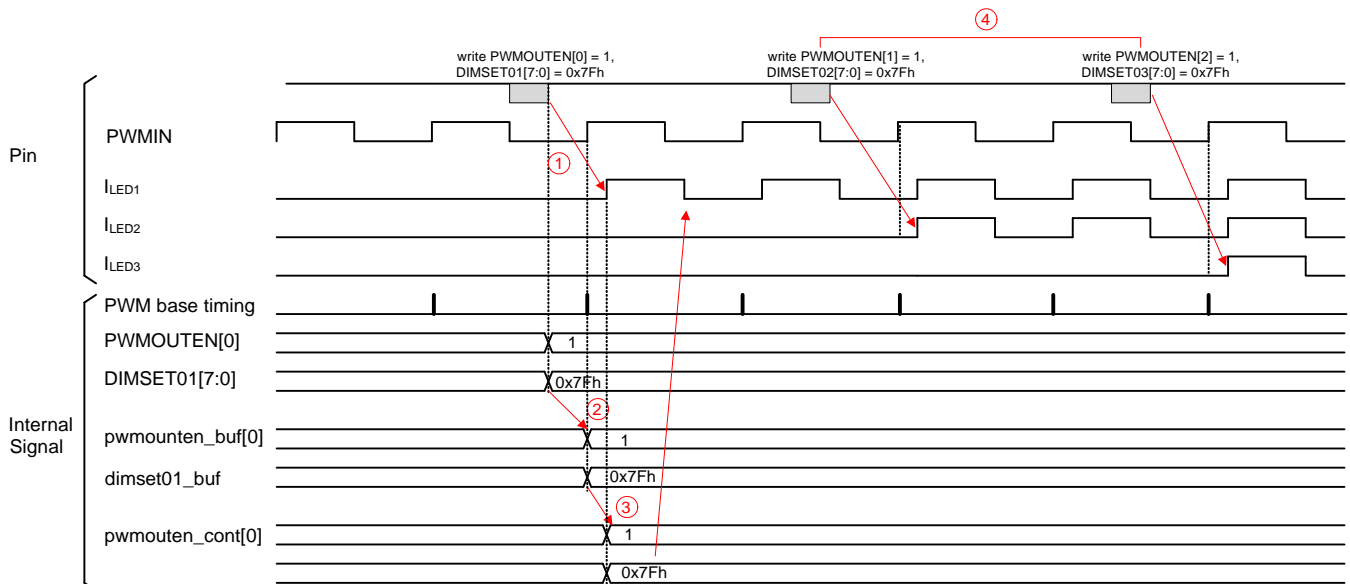 ④
write PWMOUTEN[0] = 1,
DIMSET01[7:0] = 0x7Fh
write PWMOUTEN[1] = 1,
DIMSET02[7:0] = 0x7Fh
write PWMOUTEN[2] = 1,
DIMSET03[7:0] = 0x7Fh
Pin
PWMIN
①
ILED1
ILED2
ILED3
PWM base timing
PWMOUTEN[0]
1
DIMSET01[7:0]
0x7Fh
Internal
Signal
②
pwmounten_buf[0]
1
dimset01_buf
0x7Fh
③
pwmouten_cont[0]
1
0x7Fh